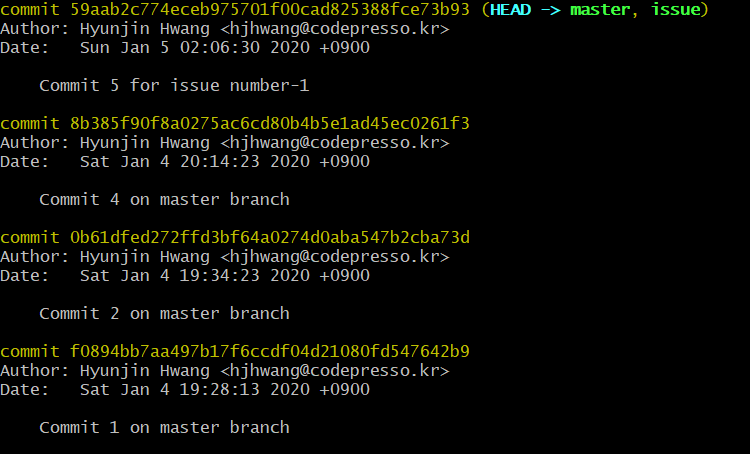 commit 59aab2c774eceb975701f00cad825388fce73b93 (HEAD -> master, issue)
Author: Hyunjin Hwang <hjhwang@codepresso.kr>
Date:   Sun Jan 5 02:06:30 2020 +0900
Commit 5 for issue number-1
commit 8b385f90f8a0275ac6cd80b4b5e1ad45ec0261f3
Author: Hyunjin Hwang <hjhwang@codepresso.kr>
Date:   Sat Jan 4 20:14:23 2020 +0900
Commit 4 on master branch
commit 0b61dfed272ffd3bf64a0274d0aba547b2cba73d
Author: Hyunjin Hwang <hjhwang@codepresso.kr>
Date:   Sat Jan 4 19:34:23 2020 +0900
Commit 2 on master branch
commit f0894bb7aa497b17f6ccdf04d21080fd547642b9
Author: Hyunjin Hwang <hjhwang@codepresso.kr>
Date:   Sat Jan 4 19:28:13 2020 +0900
Commit 1 on master branch